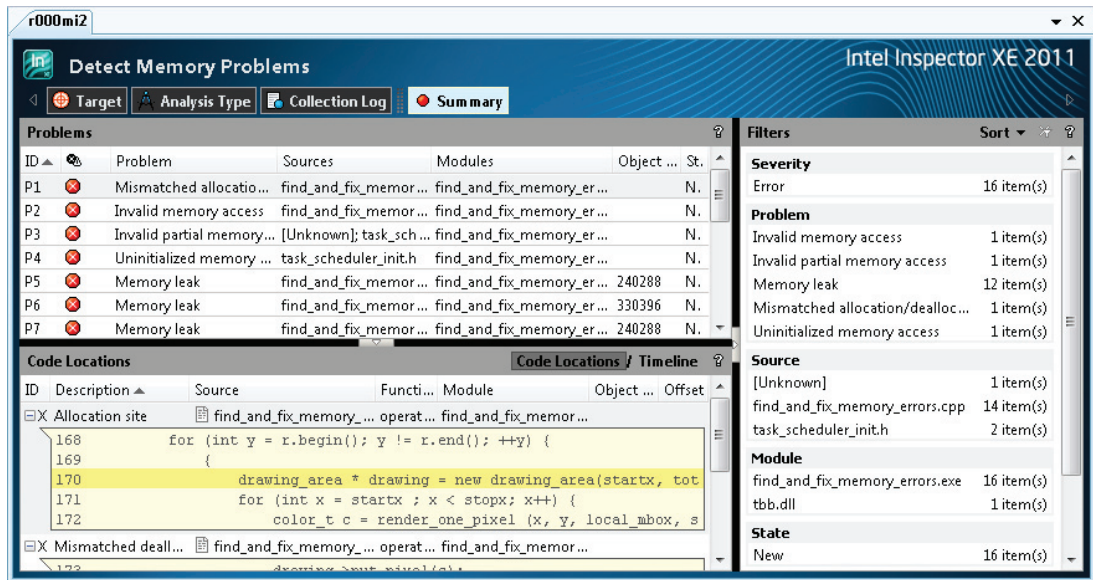 r000mi2
Detect Memory Problems
Intel Inspector XE 2011
Target Analysis Type Collection Log Summary
Problems ?
ID Problem Sources Modules Object ... St.
P1 Mismatched allocatio... find_and_fix_memor... find_and_fix_memory_er... N.
P2 Invalid memory access find_and_fix_memor... find_and_fix_memory_er... N.
P3 Invalid partial memory... [Unknown]; task_sch... find_and_fix_memory_er... N.
P4 Uninitialized memory ... task_scheduler_init.h find_and_fix_memory_er... N.
P5 Memory leak find_and_fix_memor... find_and_fix_memory_er... 240288 N.
P6 Memory leak find_and_fix_memor... find_and_fix_memory_er... 330396 N.
P7 Memory leak find_and_fix_memor... find_and_fix_memory_er... 240288 N.
Code Locations Code Locations / Timeline ?
ID Description Source Functi... Module Object ... Offset
X Allocation site find_and_fix_memory_... operat... find_and_fix_memor...
168 for (int y = r.begin(); y != r.end(); ++y) {
169 {
170 drawing_area * drawing = new drawing_area(startx, tot
171 for (int x = startx ; x < stopx; x++) {
172 color_t c = render_one_pixel (x, y, local_mbox, s
X Mismatched deall... find_and_fix_memory_... operat... find_and_fix_memor...
173 drawing->put_pixel(c);
Filters Sort ?
Severity
Error 16 item(s)
Problem
Invalid memory access 1 item(s)
Invalid partial memory access 1 item(s)
Memory leak 12 item(s)
Mismatched allocation/dealloc... 1 item(s)
Uninitialized memory access 1 item(s)
Source
[Unknown] 1 item(s)
find_and_fix_memory_errors.cpp 14 item(s)
task_scheduler_init.h 2 item(s)
Module
find_and_fix_memory_errors.exe 16 item(s)
tbb.dll 1 item(s)
State
New 16 item(s)